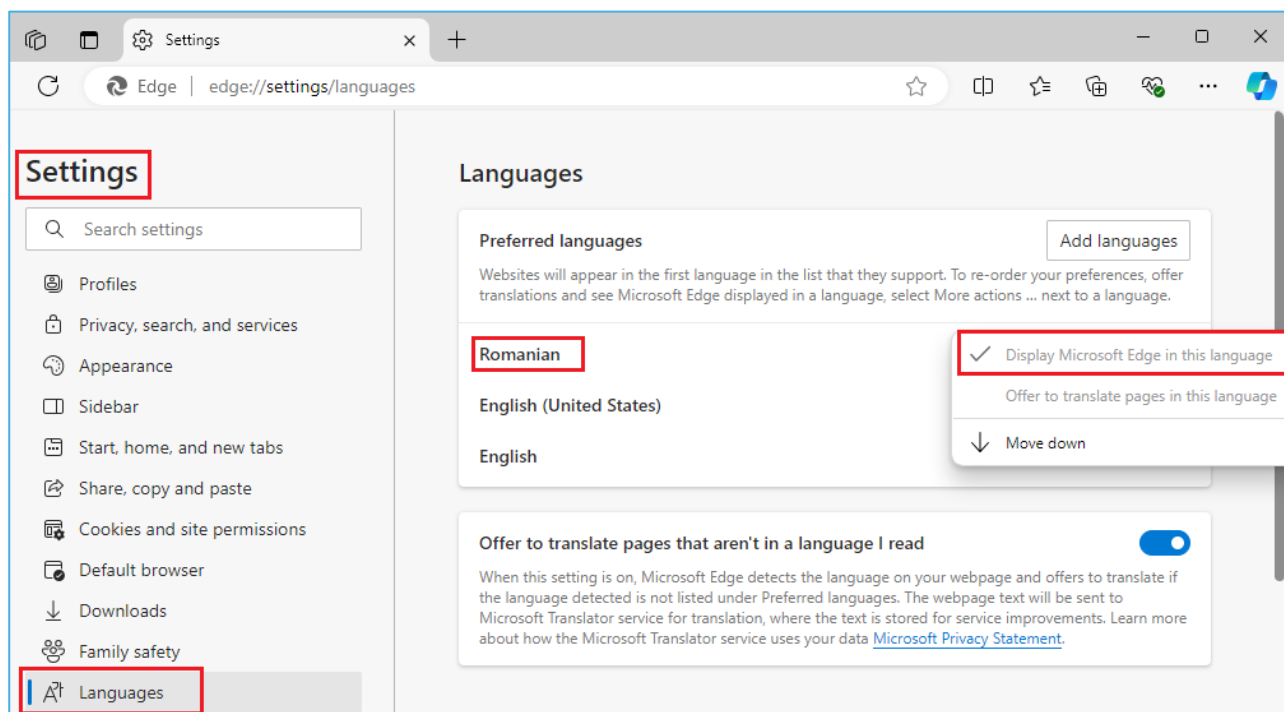 Settings
Edge | edge://settings/languages
Settings
Search settings
Profiles
Privacy, search, and services
Appearance
Sidebar
Start, home, and new tabs
Share, copy and paste
Cookies and site permissions
Default browser
Downloads
Family safety
Languages
Languages
Preferred languages
Add languages
Websites will appear in the first language in the list that they support. To re-order your preferences, offer
translations and see Microsoft Edge displayed in a language, select More actions ... next to a language.
Romanian
English (United States)
English
Display Microsoft Edge in this language
Offer to translate pages in this language
Move down
Offer to translate pages that aren't in a language I read
When this setting is on, Microsoft Edge detects the language on your webpage and offers to translate if
the language detected is not listed under Preferred languages. The webpage text will be sent to
Microsoft Translator service for translation, where the text is stored for service improvements. Learn more
about how the Microsoft Translator service uses your data Microsoft Privacy Statement.